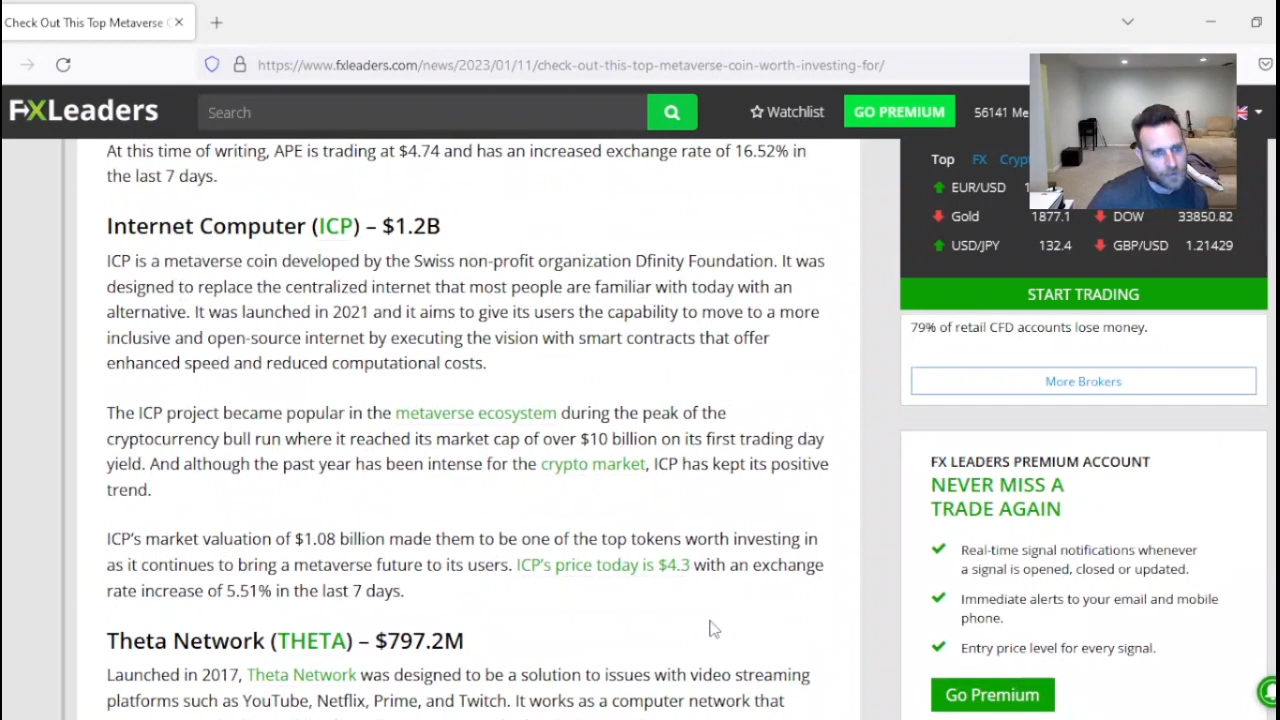 Check Out This Top Metaverse
https://www.fxleaders.com/news/2023/01/11/check-out-this-top-metaverse-coin-worth-investing-for/
FXLeaders
Search
Watchlist
GO PREMIUM
56141
At this time of writing, APE is trading at $4.74 and has an increased exchange rate of 16.52% in
the last 7 days.
Internet Computer (ICP) – $1.2B
ICP is a metaverse coin developed by the Swiss non-profit organization Dfinity Foundation. It was
designed to replace the centralized internet that most people are familiar with today with an
alternative. It was launched in 2021 and it aims to give its users the capability to move to a more
inclusive and open-source internet by executing the vision with smart contracts that offer
enhanced speed and reduced computational costs.
The ICP project became popular in the metaverse ecosystem during the peak of the
cryptocurrency bull run where it reached its market cap of over $10 billion on its first trading day
yield. And although the past year has been intense for the crypto market, ICP has kept its positive
trend.
ICP’s market valuation of $1.08 billion made them to be one of the top tokens worth investing in
as it continues to bring a metaverse future to its users. ICP’s price today is $4.3 with an exchange
rate increase of 5.51% in the last 7 days.
Theta Network (THETA) – $797.2M
Launched in 2017, Theta Network was designed to be a solution to issues with video streaming
platforms such as YouTube, Netflix, Prime, and Twitch. It works as a computer network that
Top FX
EUR/USD
Gold 1877.1 DOW 33850.82
USD/JPY 132.4 GBP/USD 1.21429
START TRADING
79% of retail CFD accounts lose money.
More Brokers
FX LEADERS PREMIUM ACCOUNT
NEVER MISS A
TRADE AGAIN
Real-time signal notifications whenever
a signal is opened, closed or updated.
Immediate alerts to your email and mobile
phone.
Entry price level for every signal.
Go Premium